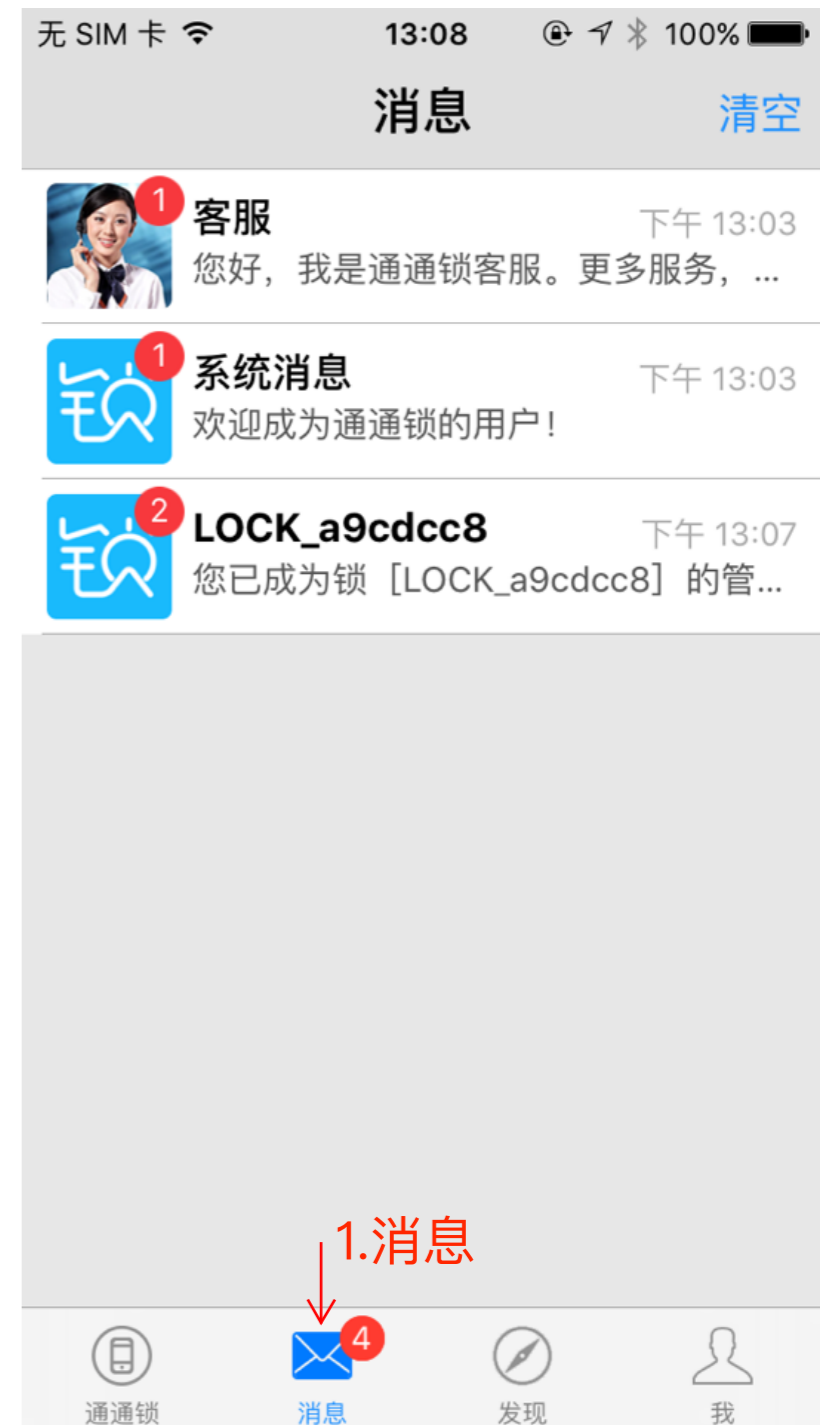 无 SIM 卡 13:08 100%
消息 清空
1
客服 下午 13:03
您好，我是通通锁客服。更多服务，...
锁 1
系统消息 下午 13:03
欢迎成为通通锁的用户！
锁 2
LOCK_a9cdcc8 下午 13:07
您已成为锁［LOCK_a9cdcc8］的管...
1.消息
4
通通锁 消息 发现 我